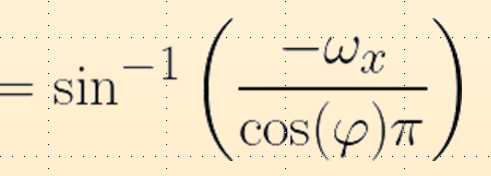 = sin⁻¹ ( −ωₓ / cos(φ)π )